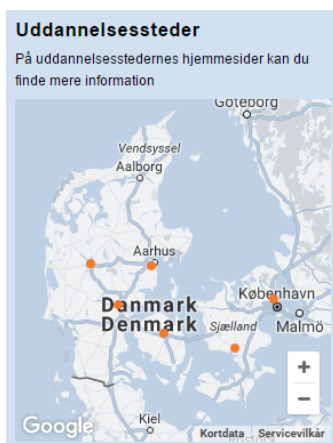 Uddannelsessteder
På uddannelsesstedernes hjemmesider kan du
finde mere information
Göteborg
Vendsyssel
Aalborg
Aarhus
Danmark
Denmark
København
Sjælland
Malmö
+
−
Kiel
Google
Kortdata Servicevilkår